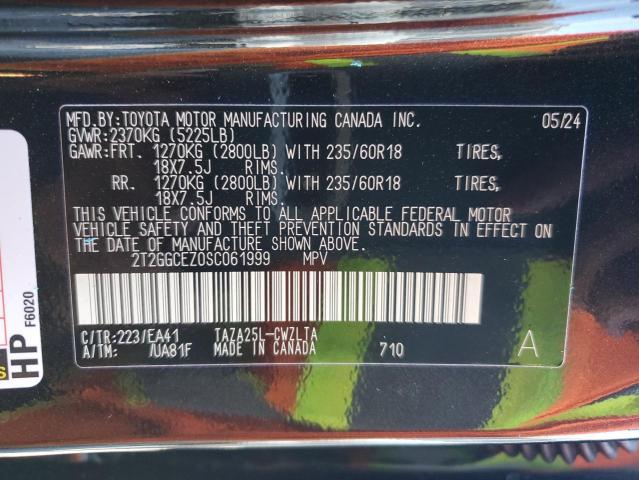 MFD.BY:TOYOTA MOTOR MANUFACTURING CANADA INC. 05/24
GVWR:2370KG (5225LB)
GAWR:FRT. 1270KG (2800LB) WITH 235/60R18 TIRES,
18X7.5J RIMS.
RR. 1270KG (2800LB) WITH 235/60R18 TIRES,
18X7.5J RIMS.
THIS VEHICLE CONFORMS TO ALL APPLICABLE FEDERAL MOTOR
VEHICLE SAFETY AND THEFT PREVENTION STANDARDS IN EFFECT ON
THE DATE OF MANUFACTURE SHOWN ABOVE.
2T2GGCEZ0SC061999 MPV
C/TR:223/EA41 TAZA25L-CWZLTA
A/TM: /UA81F MADE IN CANADA 710 A
HP F6020
S